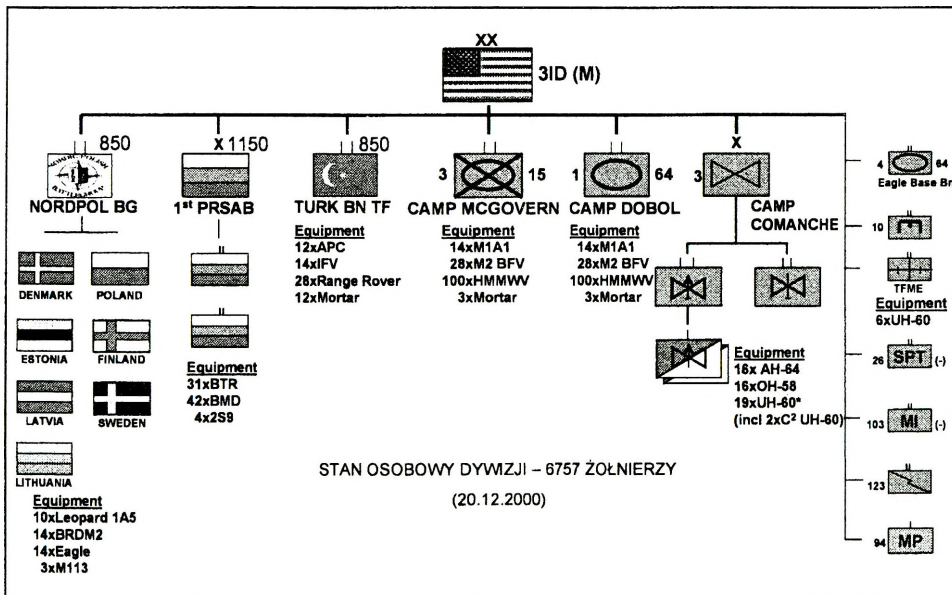 XX
3ID (M)
850
NORDPOL BG
DENMARK
POLAND
ESTONIA
FINLAND
LATVIA
SWEDEN
LITHUANIA
Equipment
10xLeopard 1A5
14xBRDM2
14xEagle
3xM113
X 1150
1st PRSAB
Equipment
31xBTR
42xBMD
4x2S9
850
TURK BN TF
Equipment
12xAPC
14xIFV
26xRange Rover
12xMortar
3 15
CAMP MCGOVERN
Equipment
14xM1A1
28xM2 BFV
100xHMMWV
3xMortar
1 64
CAMP DOBOL
Equipment
14xM1A1
28xM2 BFV
100xHMMWV
3xMortar
X
3
CAMP
COMANCHE
Equipment
16x AH-64
16xOH-58
19xUH-60*
(incl 2xC² UH-60)
4 64
Eagle Base Bn
10
TFME
Equipment
6xUH-60
26 SPT (-)
103 MI (-)
123
94 MP
STAN OSOBOWY DYWIZJI – 6757 ŻOŁNIERZY
(20.12.2000)